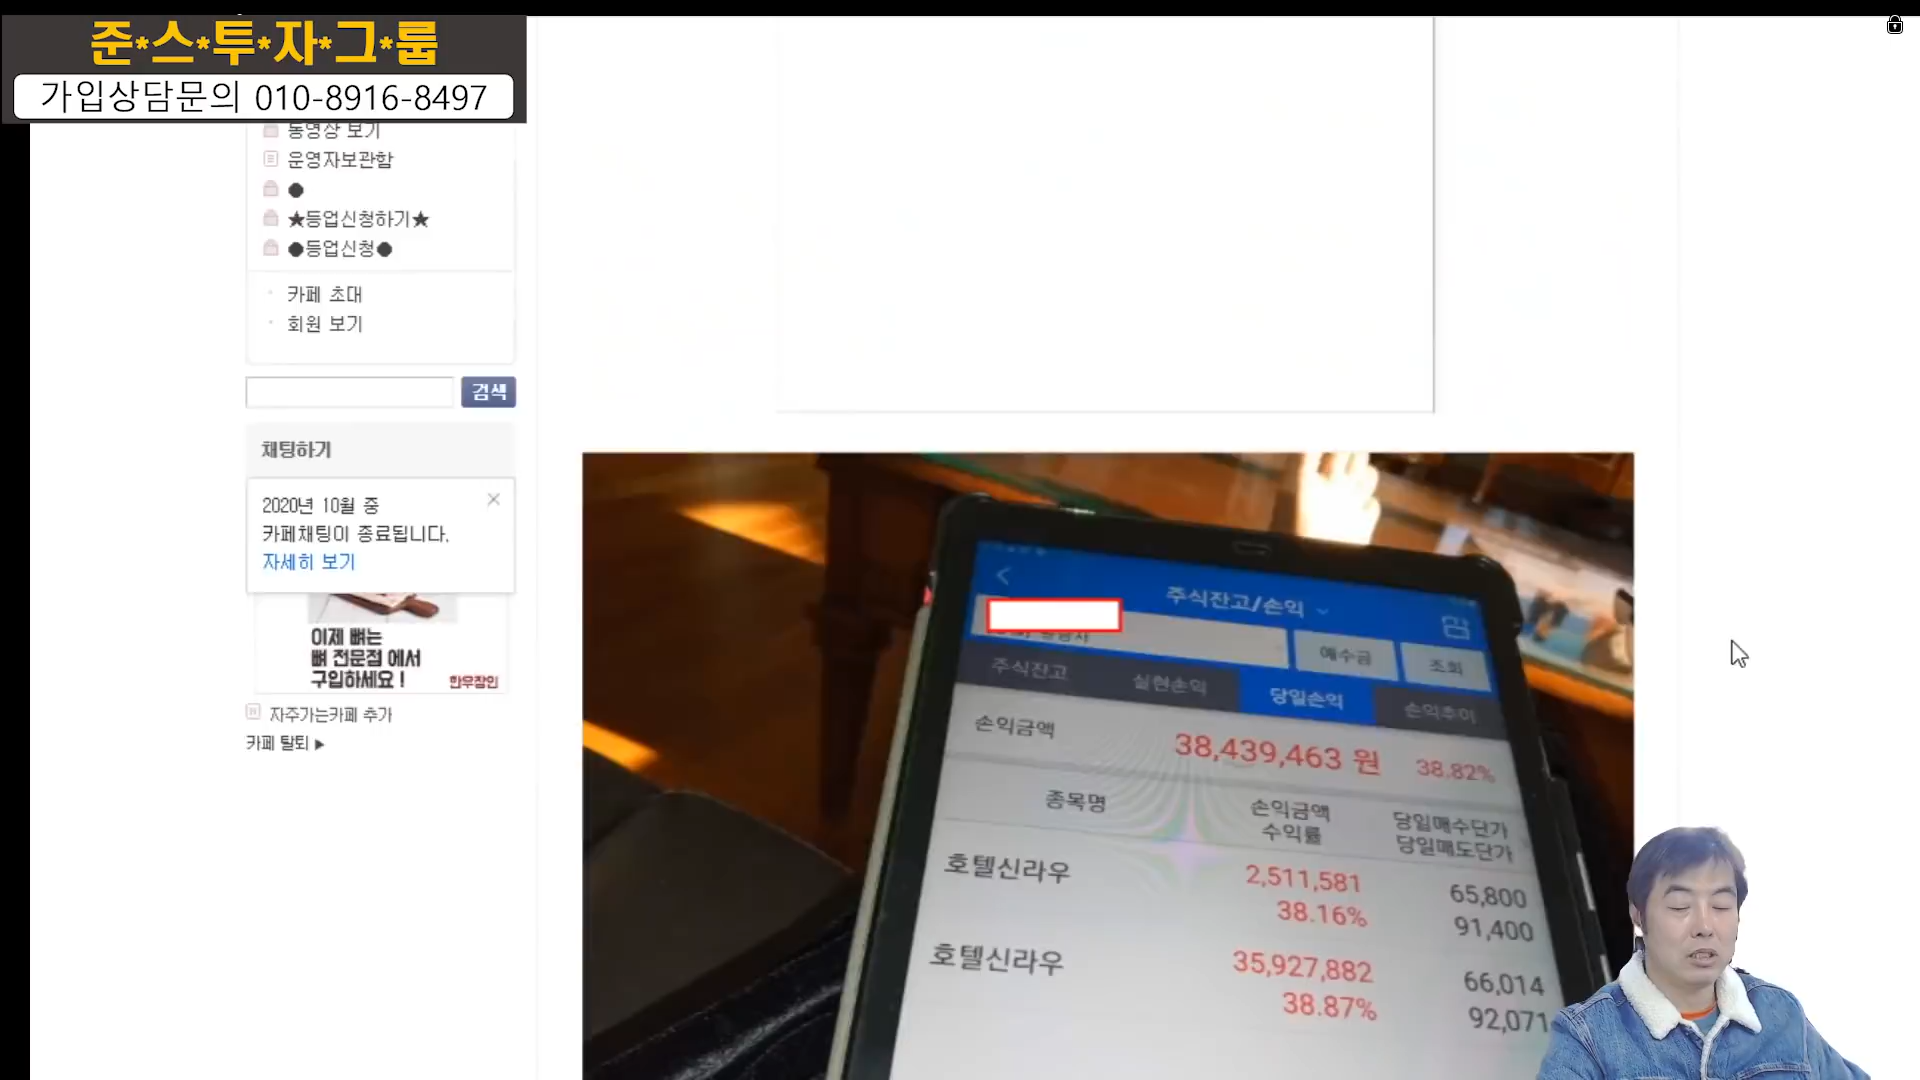 준*스*투*자*그*룹
가입상담문의 010-8916-8497
동영상 보기
운영자보관함
●
★등업신청하기★
●등업신청●
카페 초대
회원 보기
검색
채팅하기
2020년 10월 중
카페채팅이 종료됩니다.
자세히 보기
이제 뼈는
뼈 전문점 에서
구입하세요 !
한우장인
자주가는카페 추가
카페 탈퇴 ▶
주식잔고/손익
예수금 조회
주식잔고 실현손익 당일손익 손익추이
손익금액 38,439,463 원 38.82%
종목명 손익금액 당일매수단가
수익률 당일매도단가
호텔신라우 2,511,581 65,800
38.16% 91,400
호텔신라우 35,927,882 66,014
38.87% 92,071